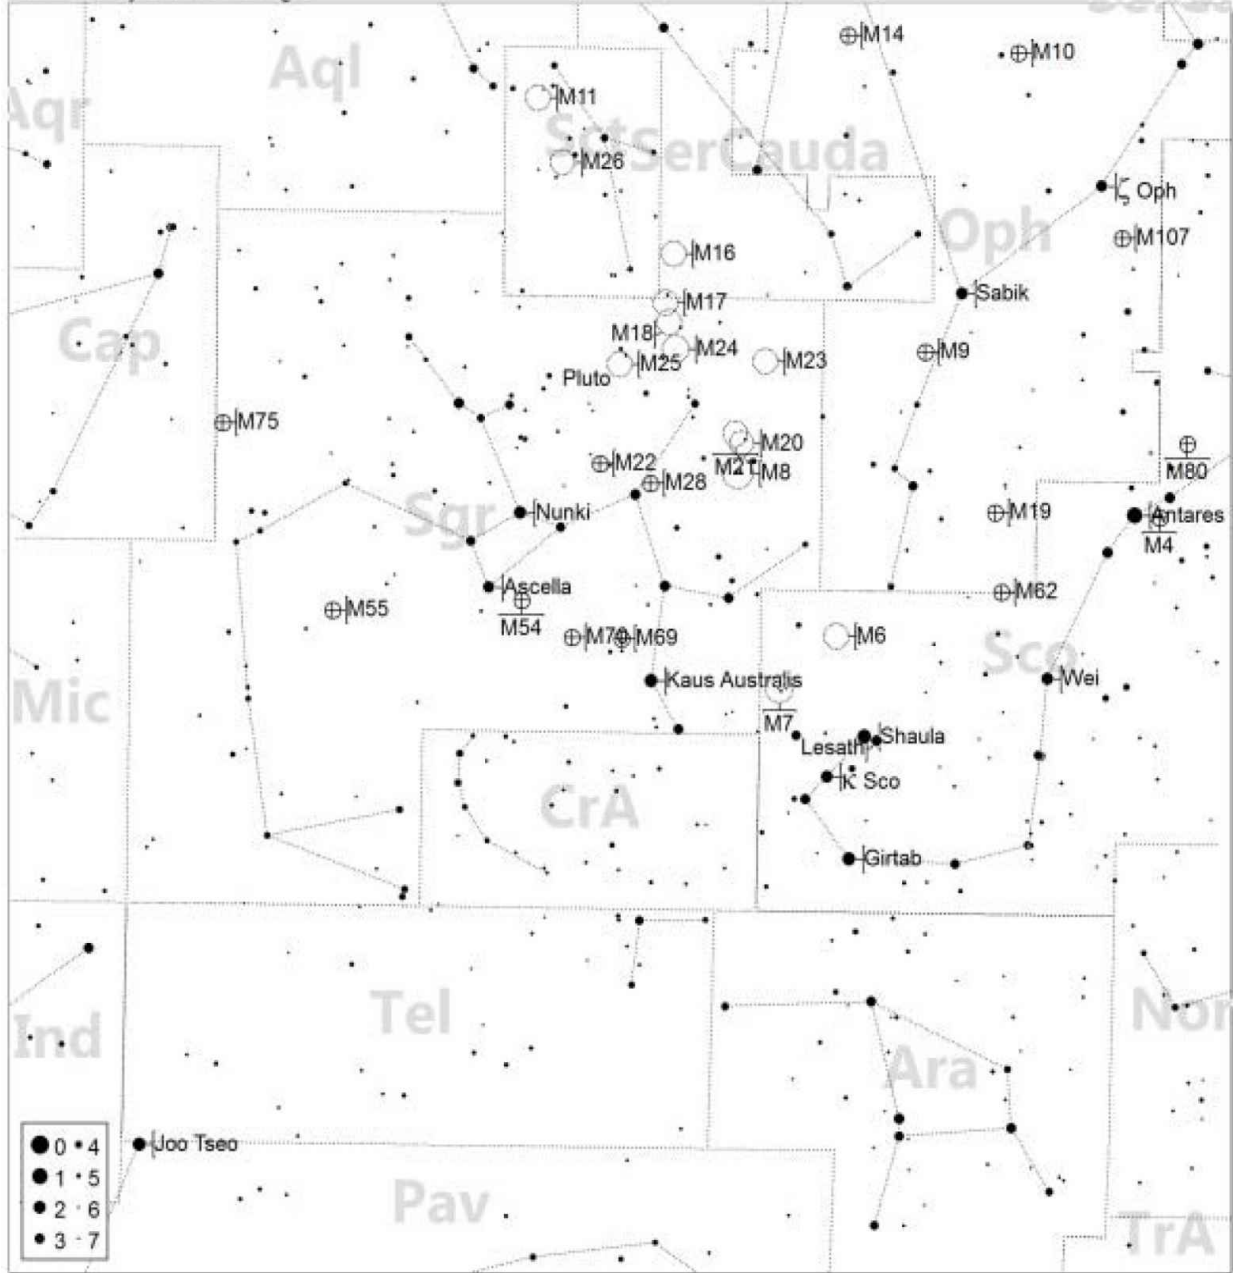 M14
M10
Aql
Aqr
M11
Sct
SerCauda
M26
ζ Oph
Oph
M107
M16
Sabik
M17
M18
Cap
M24
M9
M25
M23
Pluto
M75
M20
M22
M21
M80
M8
M28
Sgr
Nunki
M19
Antares
M4
Ascella
M62
M55
M54
M70
M69
M6
Sco
Kaus Australis
Wei
Mic
M7
Lesath
Shaula
κ Sco
CrA
Girtab
Tel
Nor
Ind
Ara
0 4
Joo Tseo
1 5
Pav
2 6
TrA
3 7